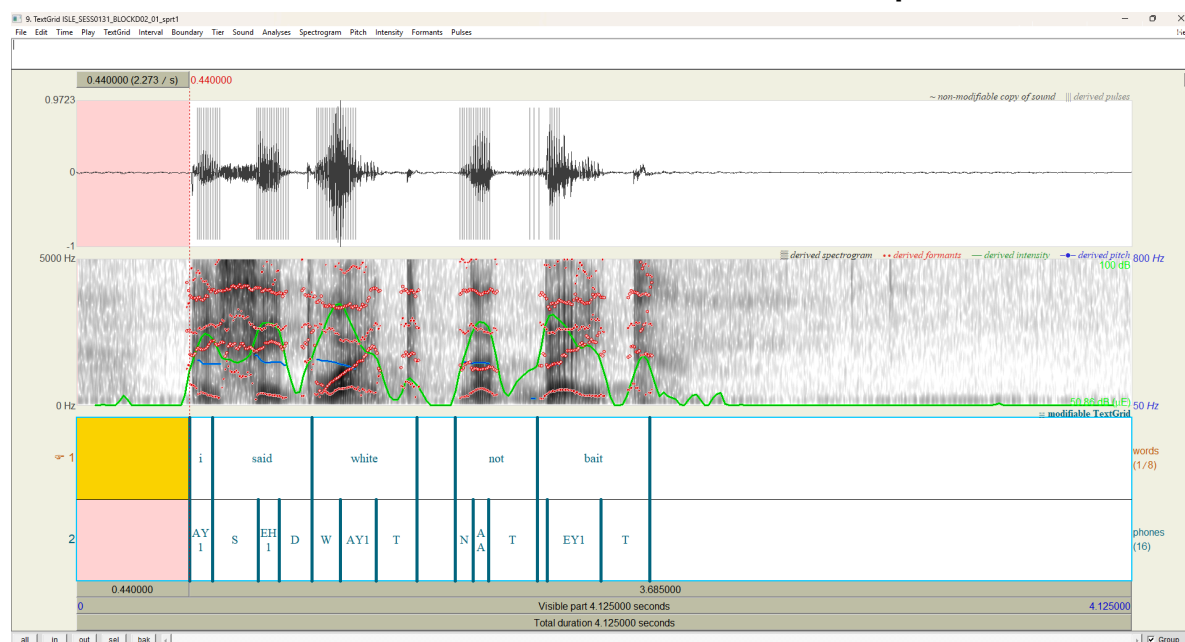 9. TextGrid ISLE_SESS0131_BLOCKD02_01_sprt1
File Edit Time Play TextGrid Interval Boundary Tier Sound Analyses Spectrogram Pitch Intensity Formants Pulses
0.440000 (2.273 / s) 0.440000
~ non-modifiable copy of sound ||| derived pulses
0.9723
0
-1
5000 Hz derived spectrogram derived formants derived intensity derived pitch 800 Hz
100 dB
0 Hz 50 Hz
modifiable TextGrid
1 i said white not bait words
(1/8)
2 AY1 S EH1 D W AY1 T N AA T EY1 T phones
(16)
0.440000 3.685000
0 Visible part 4.125000 seconds 4.125000
Total duration 4.125000 seconds
all in out sel bak Group